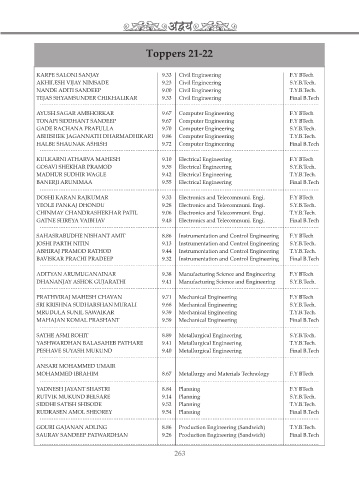 अद्वय
Toppers 21-22
KARPE SALONI SANJAY 9.33 Civil Engineering F.Y BTech
AKHILESH VIJAY NIMSADE 9.23 Civil Engineering S.Y.B.Tech.
NANDE ADITI SANDEEP 9.00 Civil Engineering T.Y.B.Tech.
TEJAS SHYAMSUNDER CHIKHALIKAR 9.33 Civil Engineering Final B.Tech
AYUSH SAGAR AMBHORKAR 9.67 Computer Engineering F.Y BTech
TONAPI SIDDHANT SANDEEP 9.67 Computer Engineering F.Y BTech
GADE RACHANA PRAFULLA 9.70 Computer Engineering S.Y.B.Tech.
ABHISHEK JAGANNATH DHARMADHIKARI 9.86 Computer Engineering T.Y.B.Tech.
HALBE SHAUNAK ASHISH 9.72 Computer Engineering Final B.Tech
KULKARNI ATHARVA MAHESH 9.10 Electrical Engineering F.Y BTech
GOSAVI SHEKHAR PRAMOD 9.35 Electrical Engineering S.Y.B.Tech.
MADHUR SUDHIR WAGLE 9.42 Electrical Engineering T.Y.B.Tech.
BANERJI ARUNIMAA 9.55 Electrical Engineering Final B.Tech
DOSHI KARAN RAJKUMAR 9.33 Electronics and Telecommuni. Engi. F.Y BTech
YEOLE PANKAJ DHONDU 9.28 Electronics and Telecommuni. Engi. S.Y.B.Tech.
CHINMAY CHANDRASHEKHAR PATIL 9.06 Electronics and Telecommuni. Engi. T.Y.B.Tech.
GATNE SHREYA VAIBHAV 9.43 Electronics and Telecommuni. Engi. Final B.Tech
SAHASRABUDHE NISHANT AMIT 8.86 Instrumentation and Control Engineering F.Y BTech
JOSHI PARTH NITIN 9.13 Instrumentation and Control Engineering S.Y.B.Tech.
ABHIRAJ PRAMOD RATHOD 9.44 Instrumentation and Control Engineering T.Y.B.Tech.
BAVISKAR PRACHI PRADEEP 9.32 Instrumentation and Control Engineering Final B.Tech
ADITYAN ARUMUGANAINAR 9.38 Manufacturing Science and Engineering F.Y BTech
DHANANJAY ASHOK GUJARATHI 9.41 Manufacturing Science and Engineering S.Y.B.Tech.
PRATHVIRAJ MAHESH CHAVAN 9.71 Mechanical Engineering F.Y BTech
SRI KRISHNA SUDHARSHAN MURALI 9.68 Mechanical Engineering S.Y.B.Tech.
MRUDULA SUNIL SAWAIKAR 9.39 Mechanical Engineering T.Y.B.Tech.
MAHAJAN KOMAL PRASHANT 9.59 Mechanical Engineering Final B.Tech
SATHE ASMI ROHIT 8.89 Metallurgical Engineering S.Y.B.Tech.
YASHWARDHAN BALASAHEB PATHARE 9.41 Metallurgical Engineering T.Y.B.Tech.
PESHAVE SUYASH MUKUND 9.40 Metallurgical Engineering Final B.Tech
ANSARI MOHAMMED UMAIR
MOHAMMED IBRAHIM 8.67 Metallurgy and Materials Technology F.Y BTech
YADNESH JAYANT SHASTRI 8.84 Planning F.Y BTech
RUTVIK MUKUND BELSARE 9.14 Planning S.Y.B.Tech.
SIDDHI SATISH SHISODE 9.52 Planning T.Y.B.Tech.
RUDRASEN AMOL SHEOREY 9.54 Planning Final B.Tech
GOURI GAJANAN ADLING 8.86 Production Engineering (Sandwich) T.Y.B.Tech.
SAURAV SANDEEP PATWARDHAN 9.26 Production Engineering (Sandwich) Final B.Tech
263